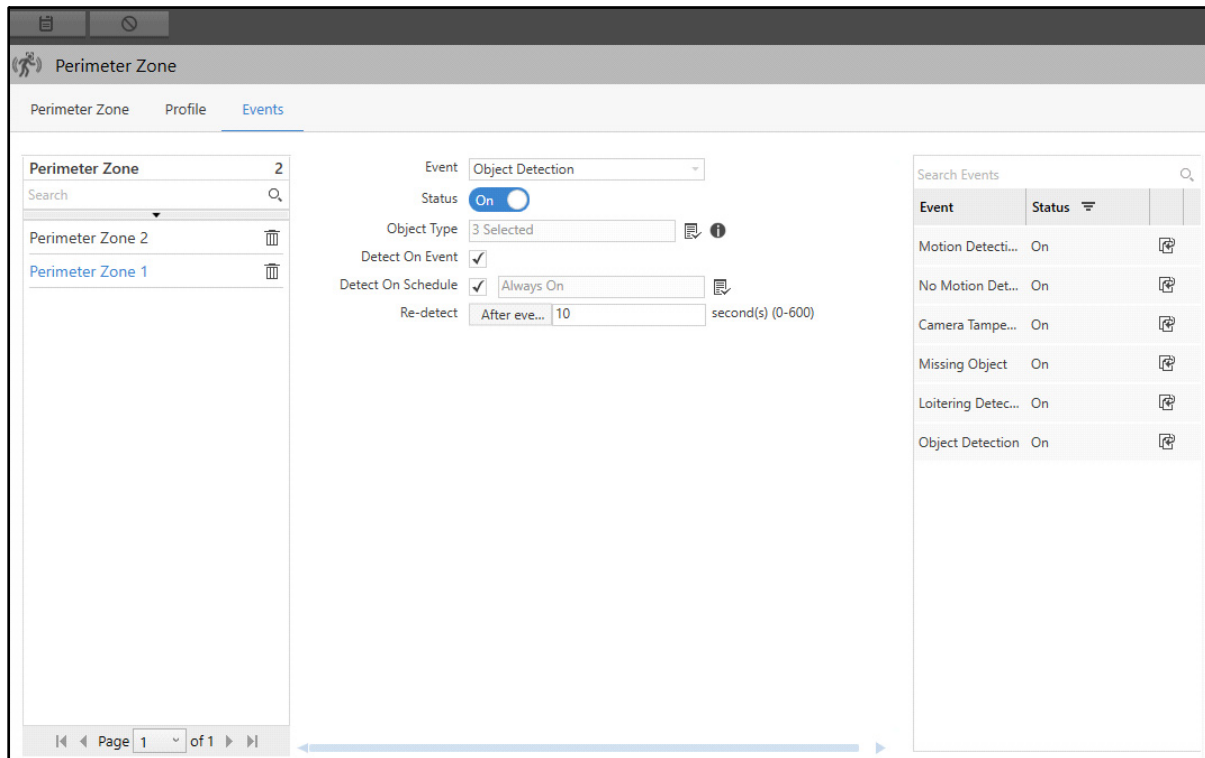 Perimeter Zone
Perimeter Zone Profile Events
Perimeter Zone 2
Search
Perimeter Zone 2
Perimeter Zone 1
Page 1 of 1
Event Object Detection
Status On
Object Type 3 Selected
Detect On Event
Detect On Schedule Always On
Re-detect After eve... 10 second(s) (0-600)
Search Events
Event Status
Motion Detecti... On
No Motion Det... On
Camera Tampe... On
Missing Object On
Loitering Detec... On
Object Detection On